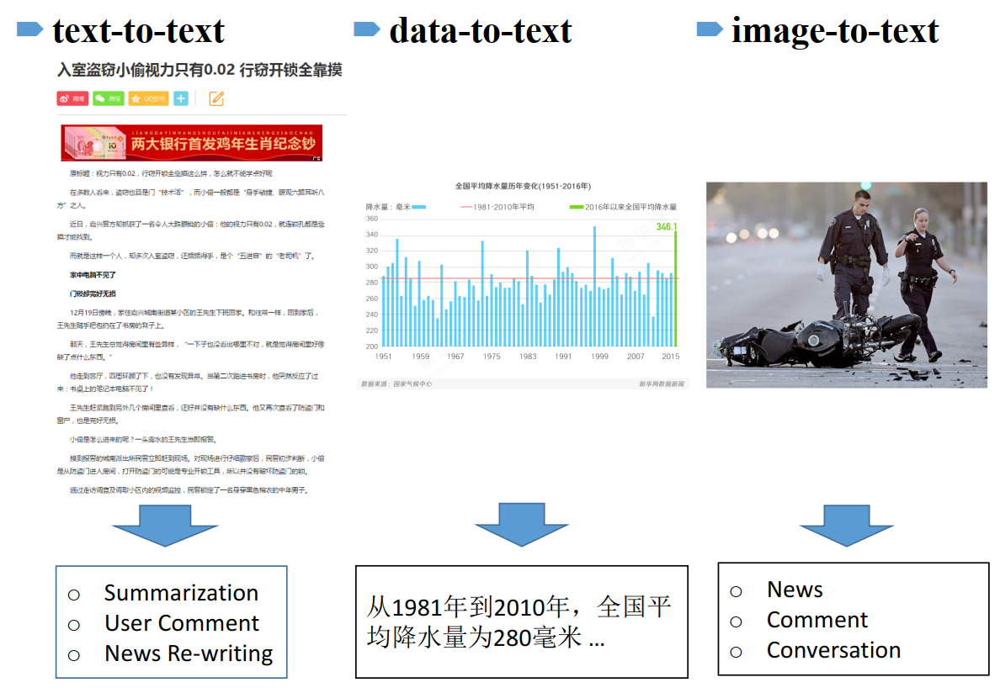 text-to-text
入室盗窃小偷视力只有0.02 行窃开锁全靠摸
微博 微信 QQ空间
LIANGDAYINHANGSHOUFAJINIANSHENGXIAOCHAO
两大银行首发鸡年生肖纪念钞
广告
原标题：视力只有0.02，行窃开锁全靠摸这么拼，怎么就不能学点好呢
在多数人看来，盗窃也算是门“技术活”，而小偷一般都是“身手敏捷、眼观六路耳听八
方”之人。
近日，嘉兴警方却抓获了一名令人大跌眼镜的小偷：他的视力只有0.02，就连锁孔都是靠
摸才能找到。
而就是这样一个人，却多次入室盗窃，还频频得手，是个“五进宫”的“老司机”了。
家中电脑不见了
门锁却完好无损
12月19日傍晚，家住嘉兴城南街道某小区的王先生下班回家。和往常一样，回到家后，
王先生随手把包扔在了书房的凳子上。
那天，王先生总觉得房间里有些异样，“一下子也没看出哪里不对，就是觉得房间里好像
缺了点什么东西。”
他走到客厅，四围环顾了下，也没有发现异常。当第二次踏进书房时，他突然反应了过
来：书桌上的笔记本电脑不见了！
王先生赶紧跑到另外几个房间里查看，还好并没有缺什么东西。他又再次查看了防盗门和
窗户，也是完好无损。
小偷是怎么进来的呢？一头雾水的王先生当即报警。
接到报警的城南派出所民警立即赶到现场。对现场进行仔细勘察后，民警初步判断，小偷
是从防盗门进入房间，打开防盗门的可能是专业开锁工具，所以并没有破坏防盗门的锁。
通过走访调查及调取小区内的视频监控，民警锁定了一名身穿黑色棉衣的中年男子。
○ Summarization
○ User Comment
○ News Re-writing
data-to-text
全国平均降水量历年变化(1951-2016年)
降水量：毫米 1981-2010年平均 2016年以来全国平均降水量
346.1
360
340
320
300
280
260
240
220
200
1951 1959 1967 1975 1983 1991 1999 2007 2015
数据来源：国家气候中心 新华网数据新闻
从1981年到2010年，全国平
均降水量为280毫米 ...
image-to-text
○ News
○ Comment
○ Conversation